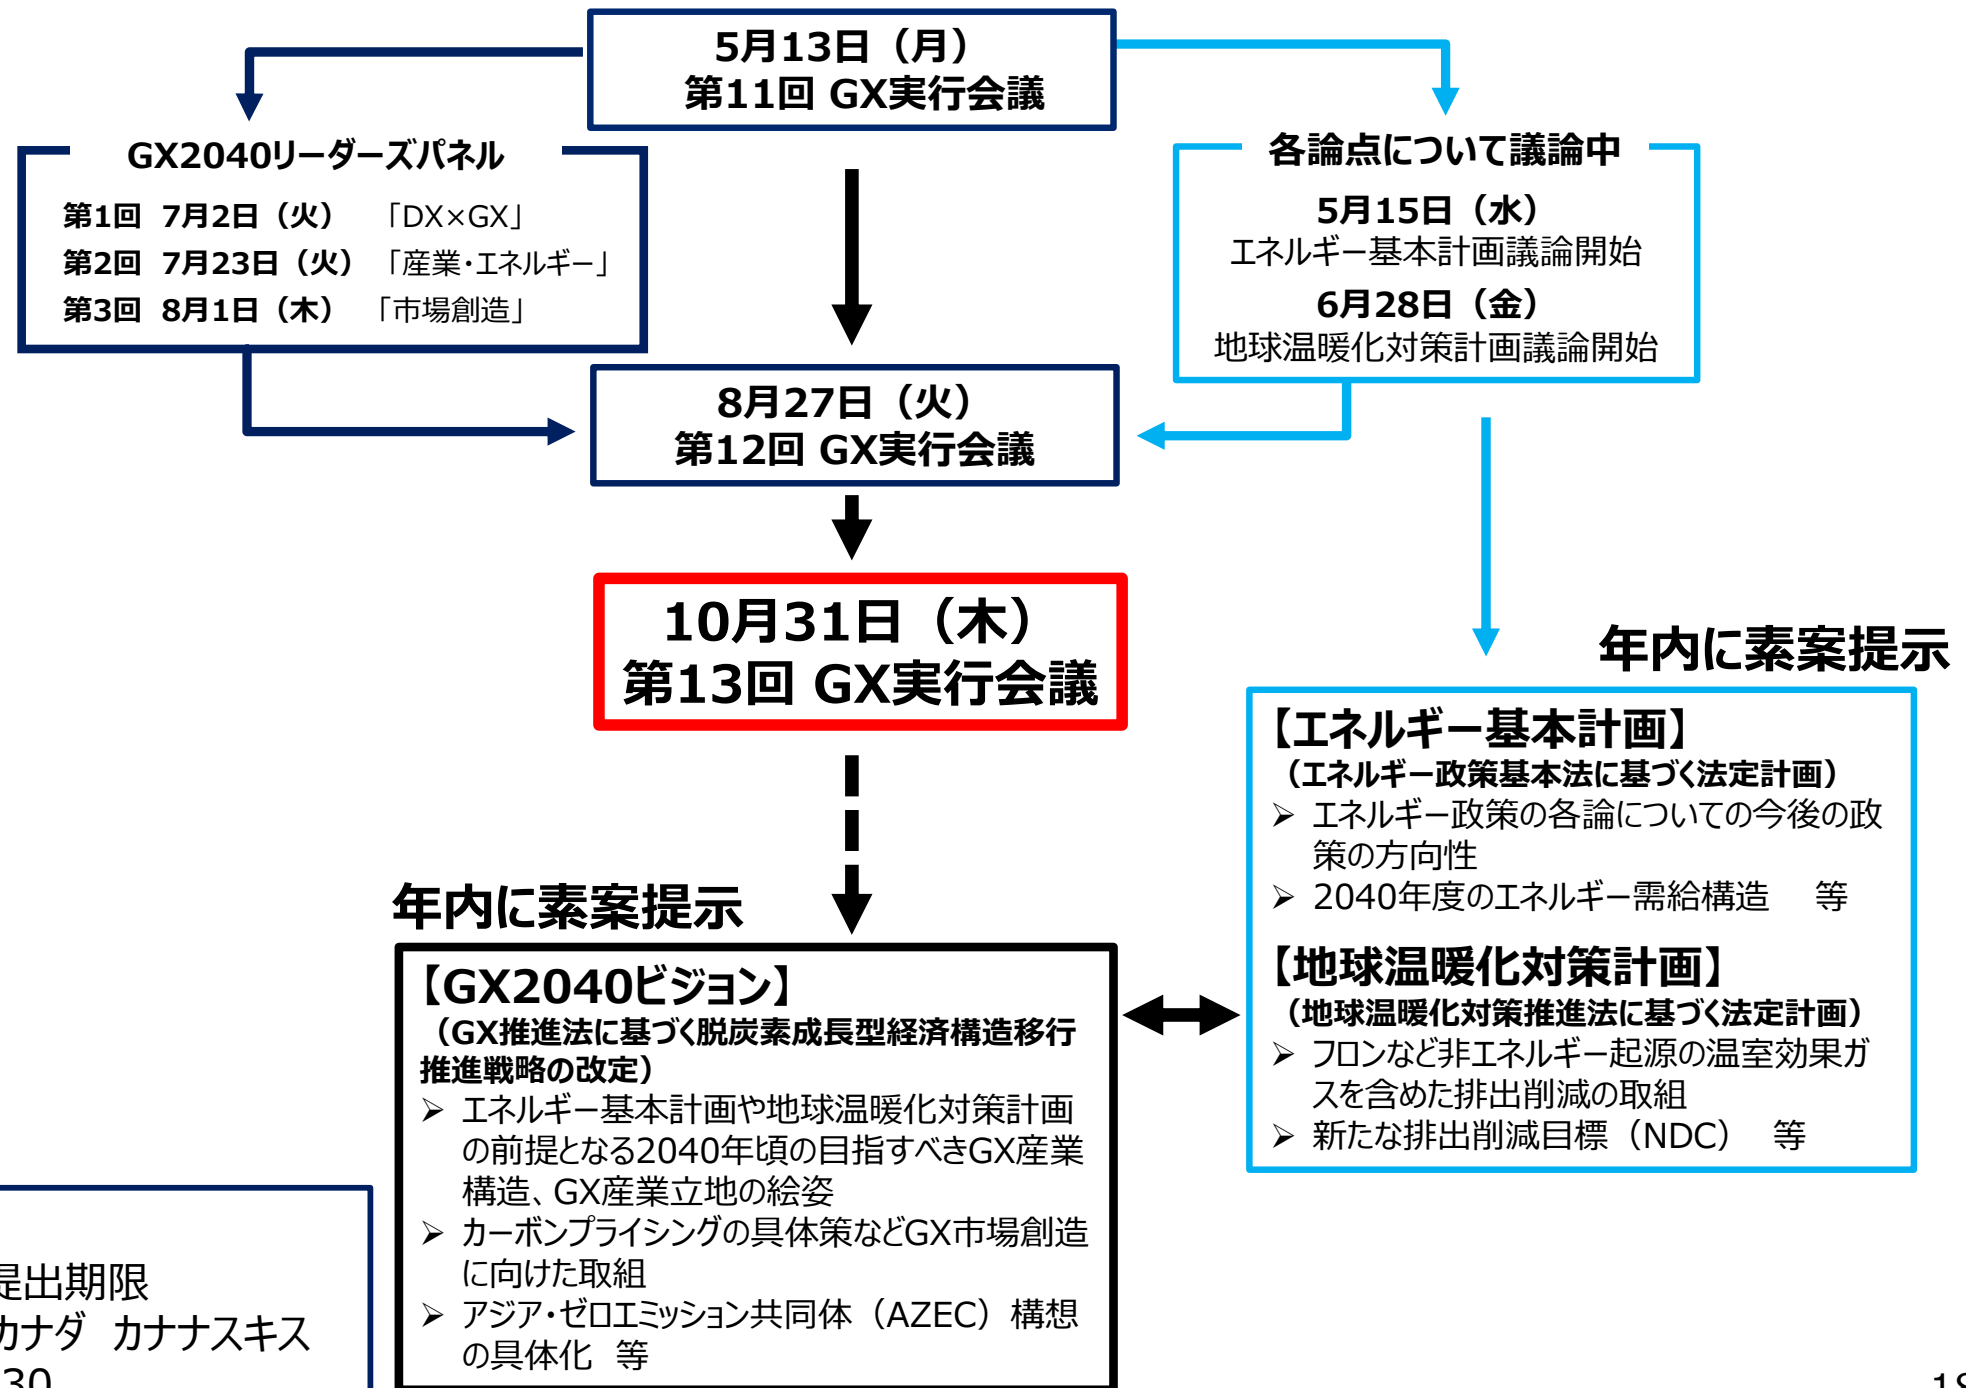 5月13日（月）
第11回 GX実行会議
GX2040リーダーズパネル
第1回 7月2日（火） 「DX×GX」
第2回 7月23日（火） 「産業・エネルギー」
第3回 8月1日（木） 「市場創造」
各論点について議論中
5月15日（水）
エネルギー基本計画議論開始
6月28日（金）
地球温暖化対策計画議論開始
8月27日（火）
第12回 GX実行会議
10月31日（木）
第13回 GX実行会議
年内に素案提示
【エネルギー基本計画】
（エネルギー政策基本法に基づく法定計画）
➢ エネルギー政策の各論についての今後の政
策の方向性
➢ 2040年度のエネルギー需給構造　等
【地球温暖化対策計画】
（地球温暖化対策推進法に基づく法定計画）
➢ フロンなど非エネルギー起源の温室効果ガ
スを含めた排出削減の取組
➢ 新たな排出削減目標（NDC）　等
年内に素案提示
【GX2040ビジョン】
（GX推進法に基づく脱炭素成長型経済構造移行
推進戦略の改定）
➢ エネルギー基本計画や地球温暖化対策計画
の前提となる2040年頃の目指すべきGX産業
構造、GX産業立地の絵姿
➢ カーボンプライシングの具体策などGX市場創造
に向けた取組
➢ アジア・ゼロエミッション共同体（AZEC）構想
の具体化　等
提出期限
カナダ　カナナスキス
30